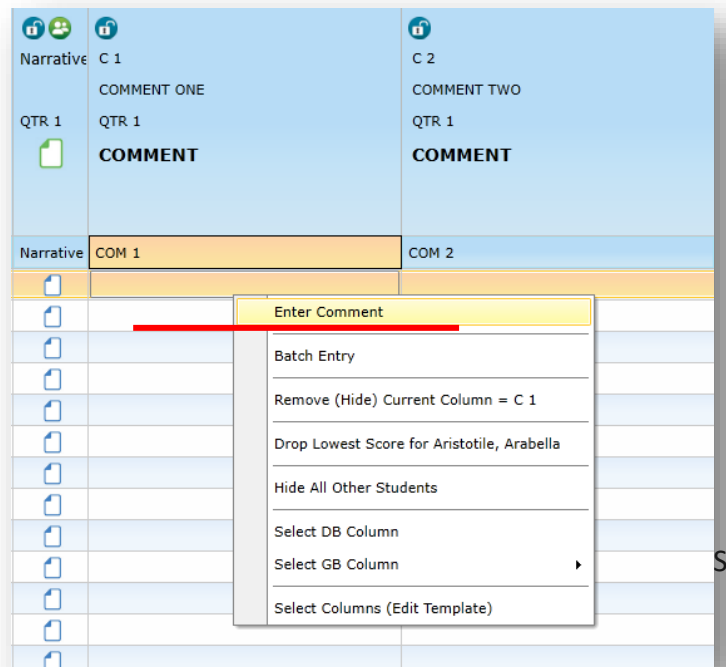 Narrative C 1 C 2
COMMENT ONE COMMENT TWO
QTR 1 QTR 1 QTR 1
COMMENT COMMENT
Narrative COM 1 COM 2
Enter Comment
Batch Entry
Remove (Hide) Current Column = C 1
Drop Lowest Score for Aristotile, Arabella
Hide All Other Students
Select DB Column
Select GB Column
S
Select Columns (Edit Template)